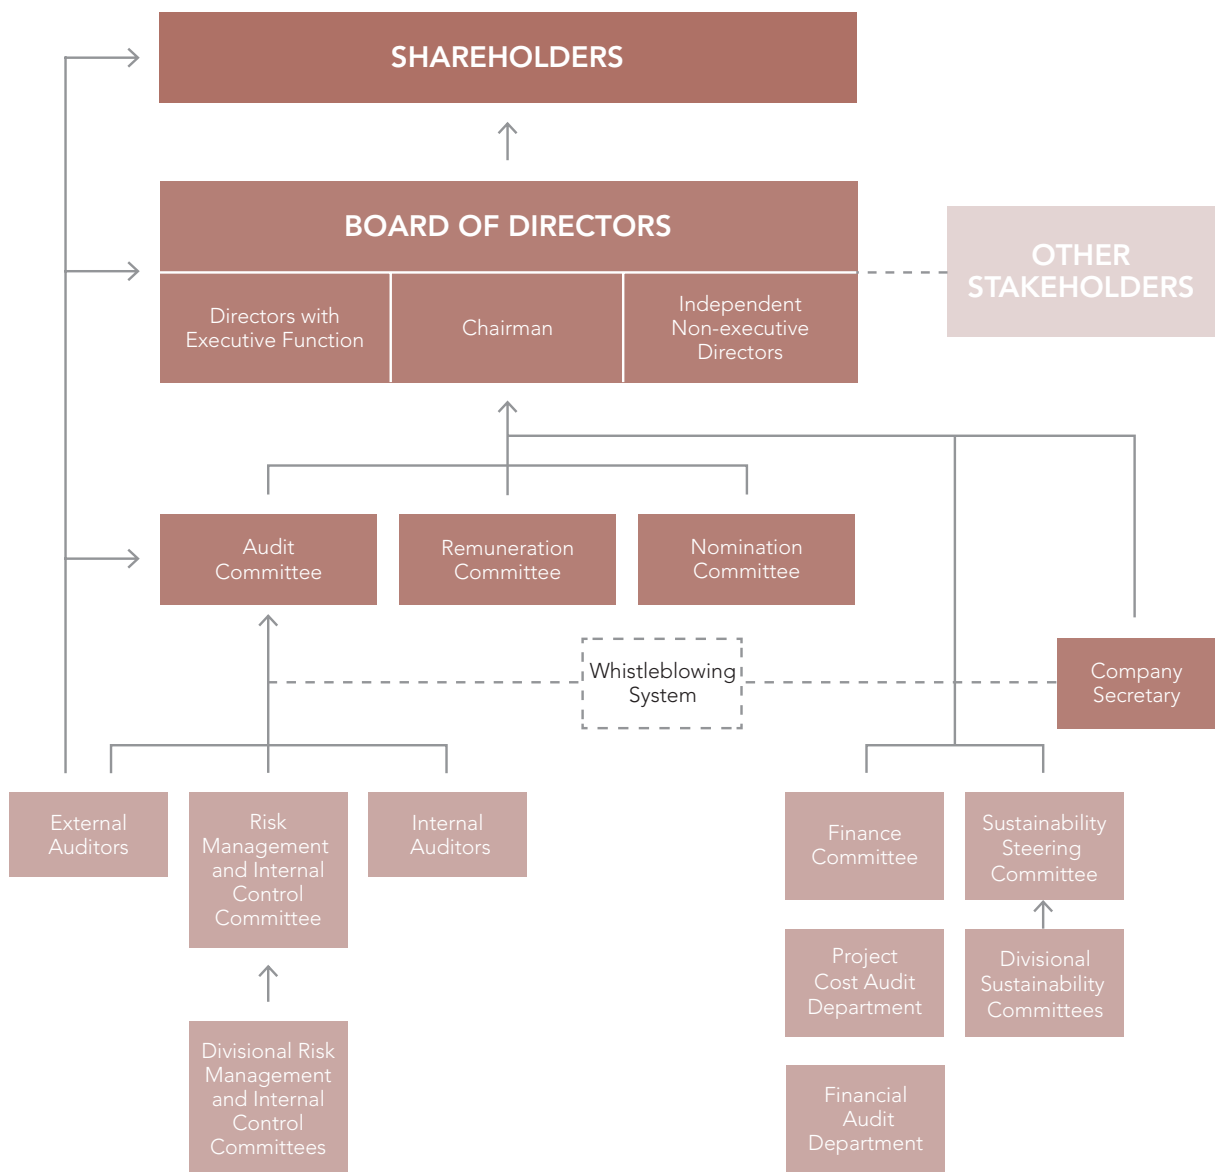 SHAREHOLDERS
BOARD OF DIRECTORS
Directors with
Executive Function
Chairman
Independent
Non-executive
Directors
OTHER
STAKEHOLDERS
Audit
Committee
Remuneration
Committee
Nomination
Committee
Whistleblowing
System
Company
Secretary
External
Auditors
Risk
Management
and Internal
Control
Committee
Internal
Auditors
Finance
Committee
Sustainability
Steering
Committee
Project
Cost Audit
Department
Divisional
Sustainability
Committees
Divisional Risk
Management
and Internal
Control
Committees
Financial
Audit
Department